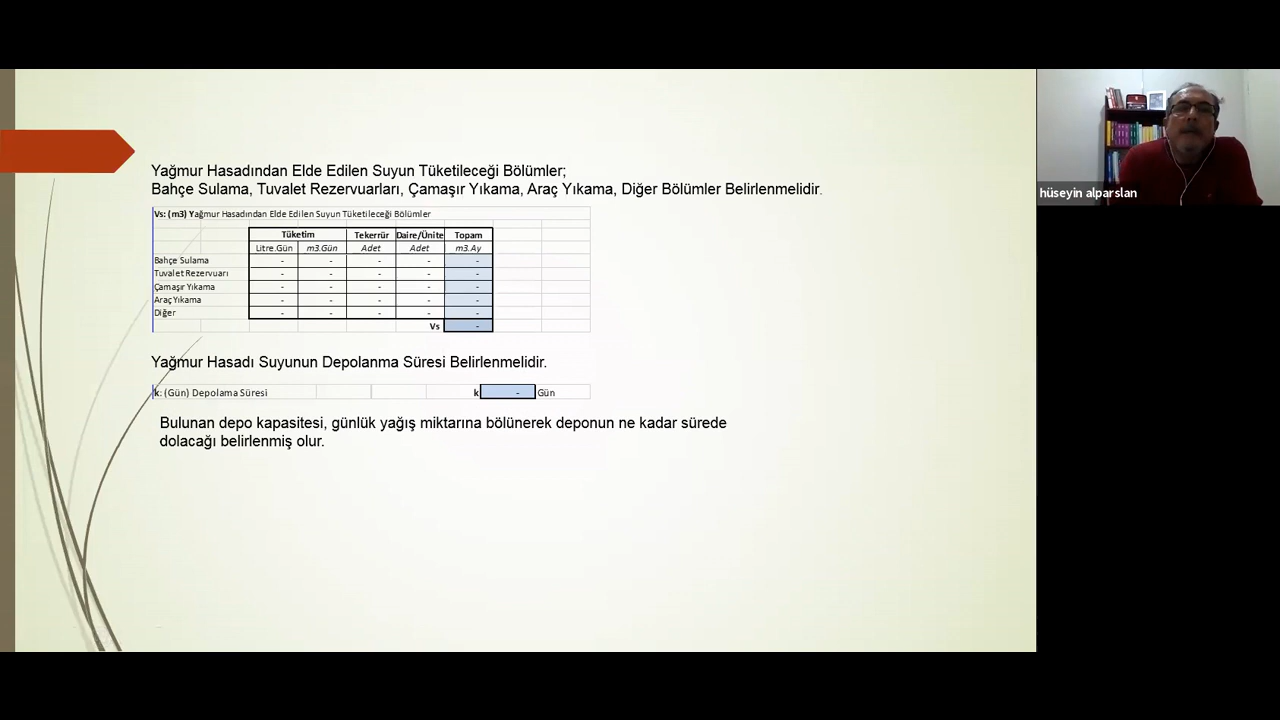 Yağmur Hasadından Elde Edilen Suyun Tüketileceği Bölümler;
Bahçe Sulama, Tuvalet Rezervuarları, Çamaşır Yıkama, Araç Yıkama, Diğer Bölümler Belirlenmelidir.
hüseyin alparslan
Vs: (m3) Yağmur Hasadından Elde Edilen Suyun Tüketileceği Bölümler
Tüketim Tekerrür Daire/Ünite Topam
Litre.Gün m3.Gün Adet Adet m3.Ay
Bahçe Sulama - - - - -
Tuvalet Rezervuarı - - - - -
Çamaşır Yıkama - - - - -
Araç Yıkama - - - - -
Diğer - - - - -
Vs -
Yağmur Hasadı Suyunun Depolanma Süresi Belirlenmelidir.
k: (Gün) Depolama Süresi k - Gün
Bulunan depo kapasitesi, günlük yağış miktarına bölünerek deponun ne kadar sürede
dolacağı belirlenmiş olur.